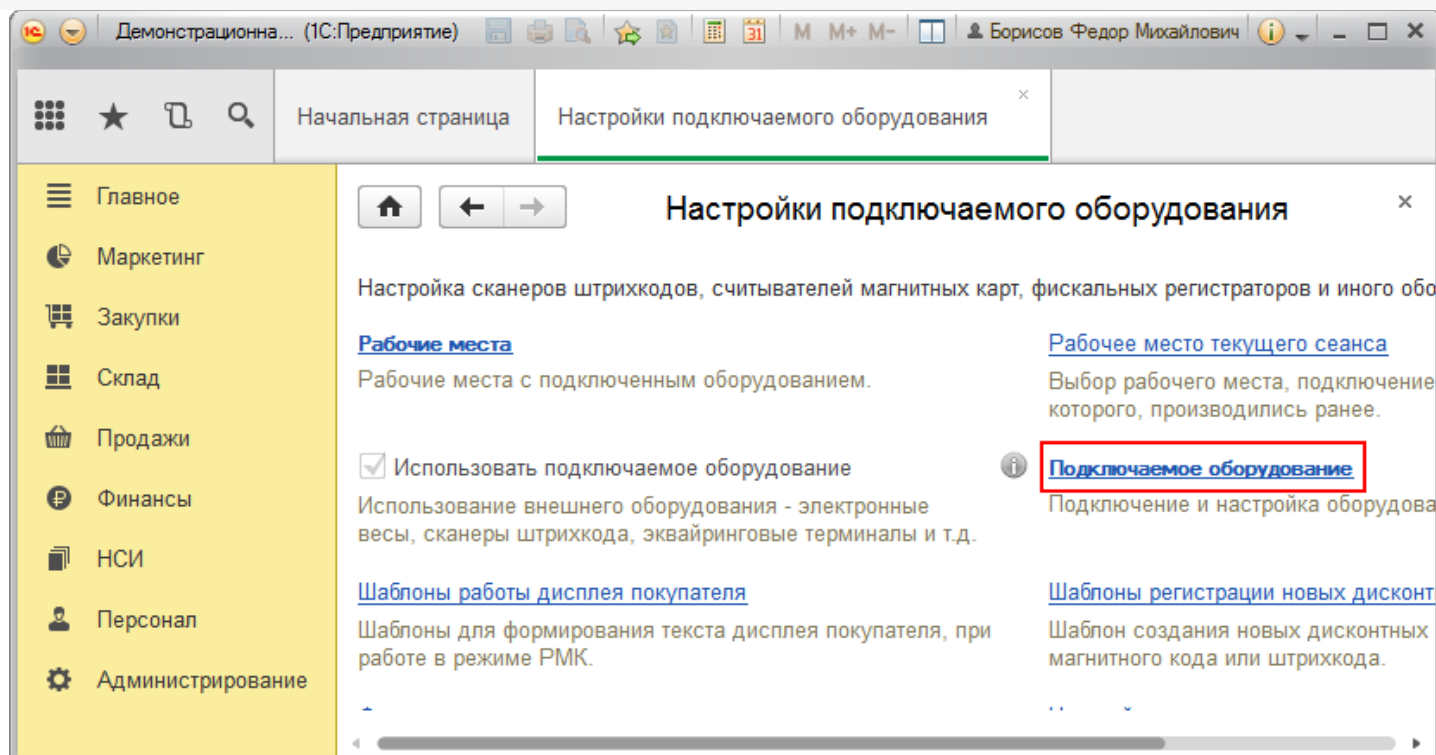 1С Демонстрационна... (1С:Предприятие) 31 M M+ M- Борисов Федор Михайлович
Начальная страница
Настройки подключаемого оборудования
Главное
Маркетинг
Закупки
Склад
Продажи
Финансы
НСИ
Персонал
Администрирование
Настройки подключаемого оборудования
Настройка сканеров штрихкодов, считывателей магнитных карт, фискальных регистраторов и иного обо
Рабочие места
Рабочие места с подключенным оборудованием.
Рабочее место текущего сеанса
Выбор рабочего места, подключение
которого, производились ранее.
Использовать подключаемое оборудование
Использование внешнего оборудования - электронные
весы, сканеры штрихкода, эквайринговые терминалы и т.д.
Подключаемое оборудование
Подключение и настройка оборудова
Шаблоны работы дисплея покупателя
Шаблоны для формирования текста дисплея покупателя, при
работе в режиме РМК.
Шаблоны регистрации новых дисконт
Шаблон создания новых дисконтных
магнитного кода или штрихкода.